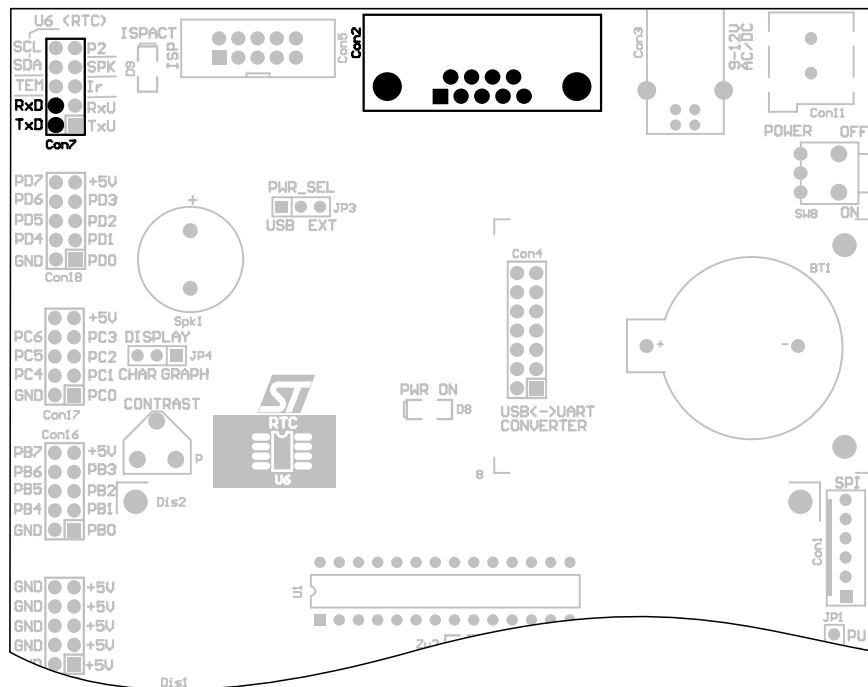 U6 (RTC)
SCL P2
SDA SPK
TEM Ir
RxD RxU
TxD TxU
Con7
ISPACT
D9
ISP
Con5
Con2
Con3
9-12V
AC/DC
Con11
POWER OFF
SW8 ON
PD7 +5V
PD6 PD3
PD5 PD2
PD4 PD1
GND PD0
Con18
+
Spk1
PWR_SEL
JP3
USB EXT
Con4
USB<->UART
CONVERTER
BT1
+ -
+5V
PC6 PC3
PC5 PC2
PC4 PC1
GND PC0
Con17
DISPLAY
JP4
CHAR GRAPH
CONTRAST
P
ST
RTC
U6
PWR ON
D8
8
Con16
PB7 +5V
PB6 PB3
PB5 PB2
PB4 PB1
GND PB0
Dis2
SPI
Con1
JP1
PU
U1
GND +5V
GND +5V
GND +5V
GND +5V
+5V
Dis1